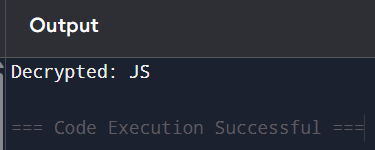 Output
Decrypted: JS
=== Code Execution Successful ===